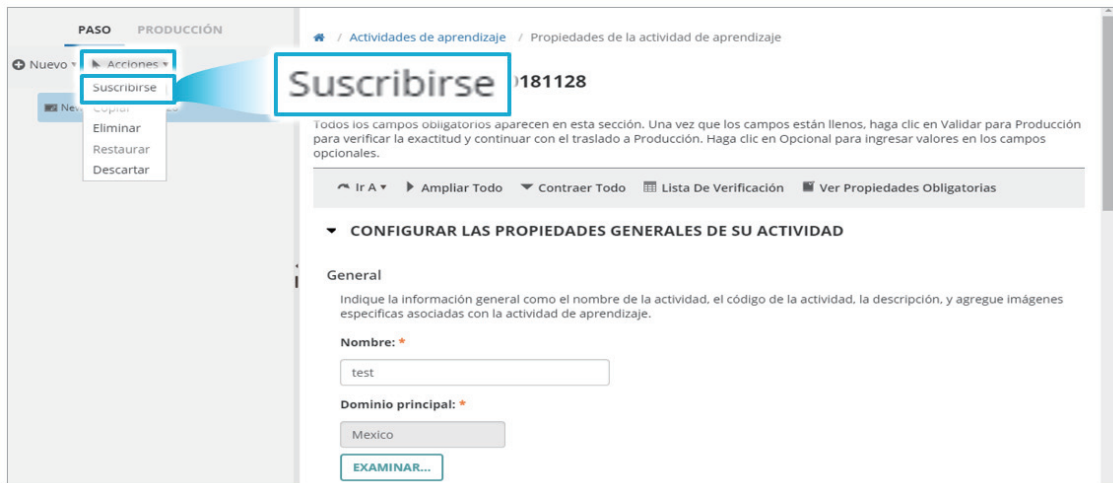 PASO PRODUCCIÓN
Nuevo Acciones
Suscribirse
New
Copiar
Eliminar
Restaurar
Descartar
/ Actividades de aprendizaje / Propiedades de la actividad de aprendizaje
Suscribirse
181128
Todos los campos obligatorios aparecen en esta sección. Una vez que los campos están llenos, haga clic en Validar para Producción
para verificar la exactitud y continuar con el traslado a Producción. Haga clic en Opcional para ingresar valores en los campos
opcionales.
Ir A Ampliar Todo Contraer Todo Lista De Verificación Ver Propiedades Obligatorias
CONFIGURAR LAS PROPIEDADES GENERALES DE SU ACTIVIDAD
General
Indique la información general como el nombre de la actividad, el código de la actividad, la descripción, y agregue imágenes
especificas asociadas con la actividad de aprendizaje.
Nombre: *
test
Dominio principal: *
Mexico
EXAMINAR...